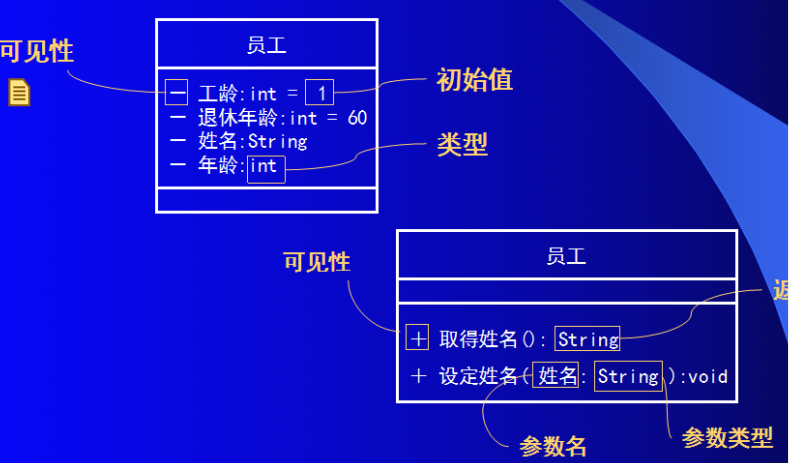 可见性
员工
— 工龄:int = 1
初始值
— 退休年龄:int = 60
— 姓名:String
类型
— 年龄:int
可见性
员工
返
+ 取得姓名(): String
+ 设定姓名(姓名: String):void
参数名
参数类型